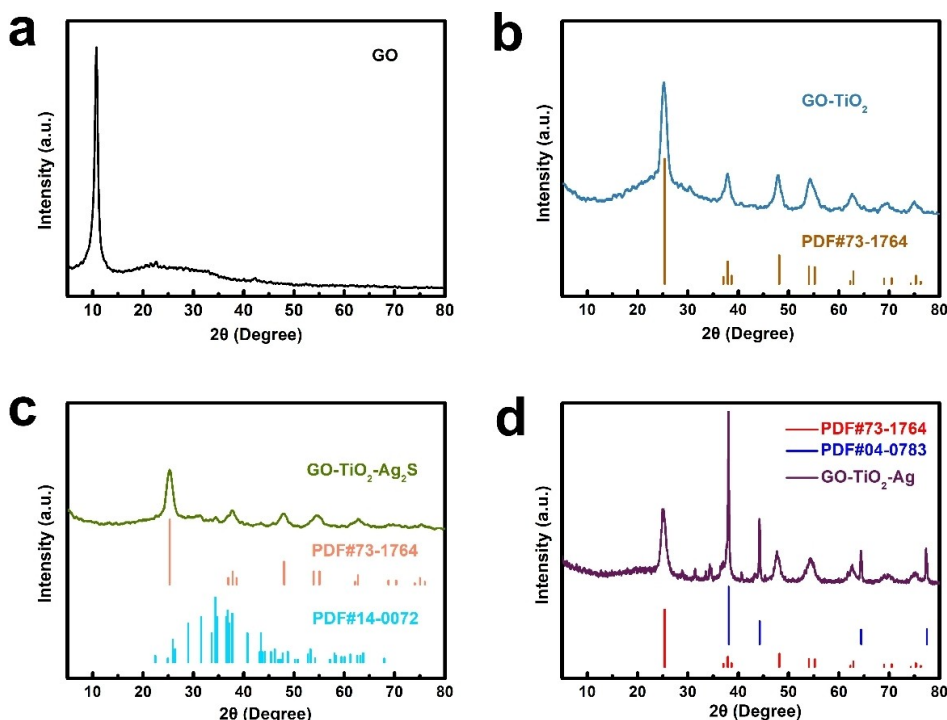 a
GO
Intensity (a.u.)
10 20 30 40 50 60 70 80
2θ (Degree)
b
GO-TiO₂
PDF#73-1764
Intensity (a.u.)
10 20 30 40 50 60 70 80
2θ (Degree)
c
GO-TiO₂-Ag₂S
PDF#73-1764
PDF#14-0072
Intensity (a.u.)
10 20 30 40 50 60 70 80
2θ (Degree)
d
PDF#73-1764
PDF#04-0783
GO-TiO₂-Ag
Intensity (a.u.)
10 20 30 40 50 60 70 80
2θ (Degree)